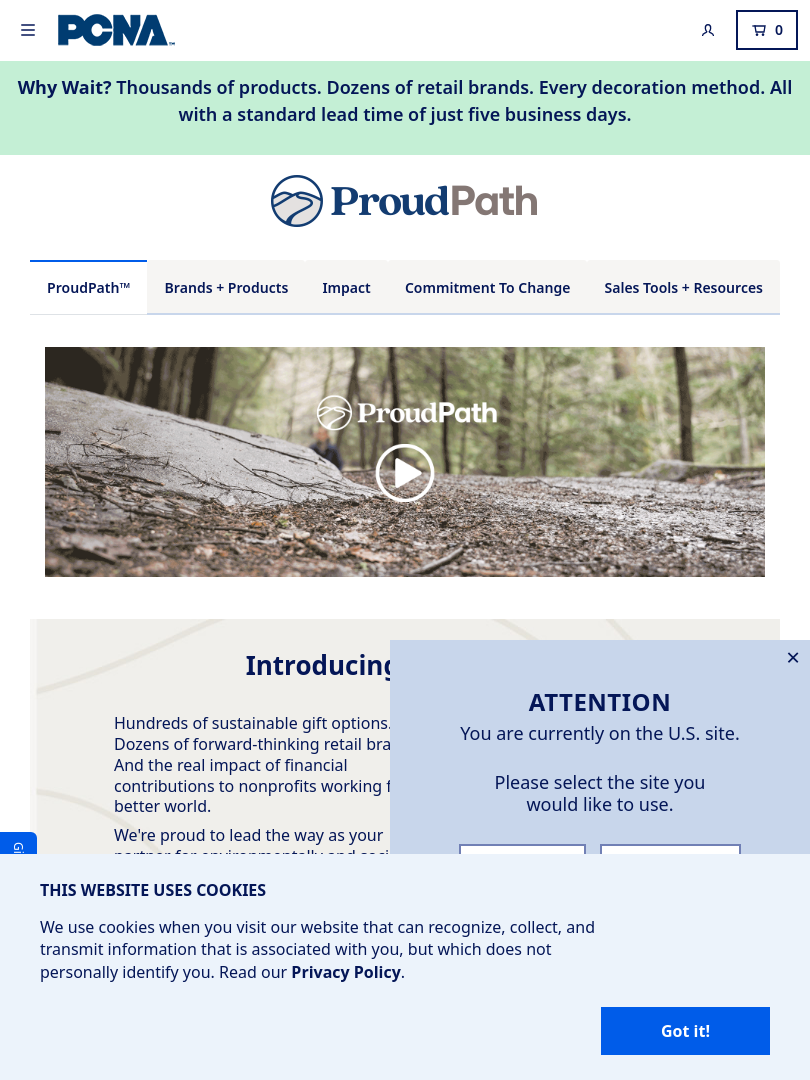 PCNA™
0
Why Wait? Thousands of products. Dozens of retail brands. Every decoration method. All
with a standard lead time of just five business days.
ProudPath
ProudPath™
Brands + Products
Impact
Commitment To Change
Sales Tools + Resources
ProudPath
Introducing
Hundreds of sustainable gift options.
Dozens of forward-thinking retail
And the real impact of financial
contributions to nonprofits working
better world.
We're proud to lead the way as your
ATTENTION
You are currently on the U.S. site.
Please select the site you
would like to use.
THIS WEBSITE USES COOKIES
We use cookies when you visit our website that can recognize, collect, and
transmit information that is associated with you, but which does not
personally identify you. Read our Privacy Policy.
Got it!